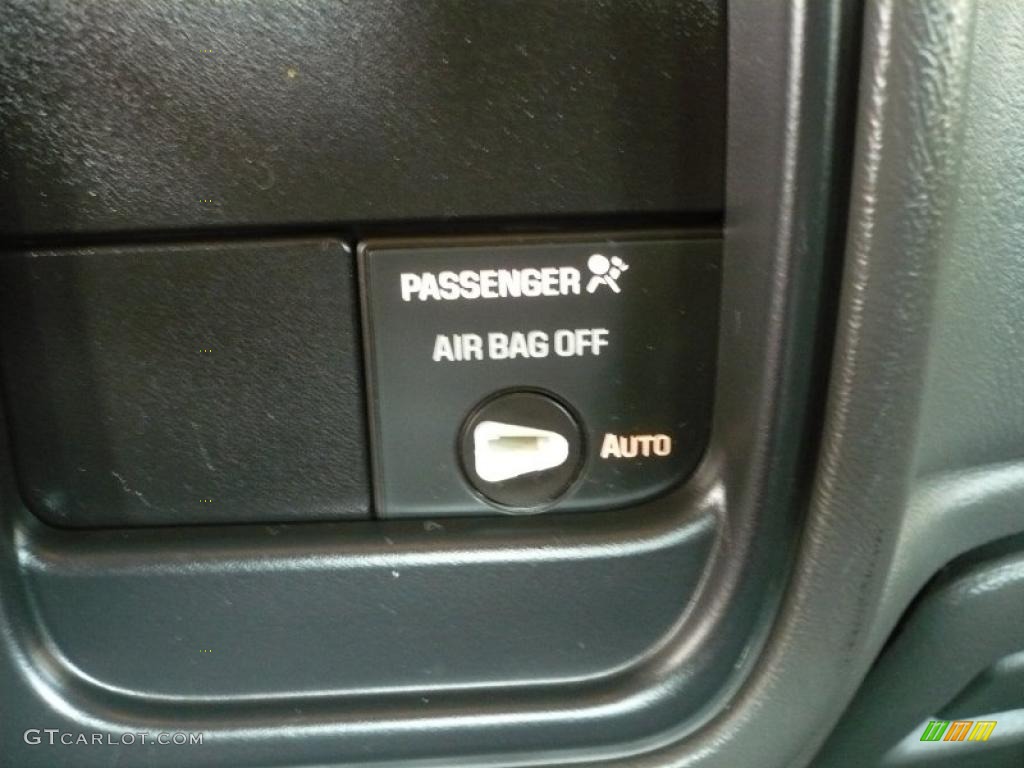 PASSENGER
AIR BAG OFF
AUTO
GTCARLOT.COM